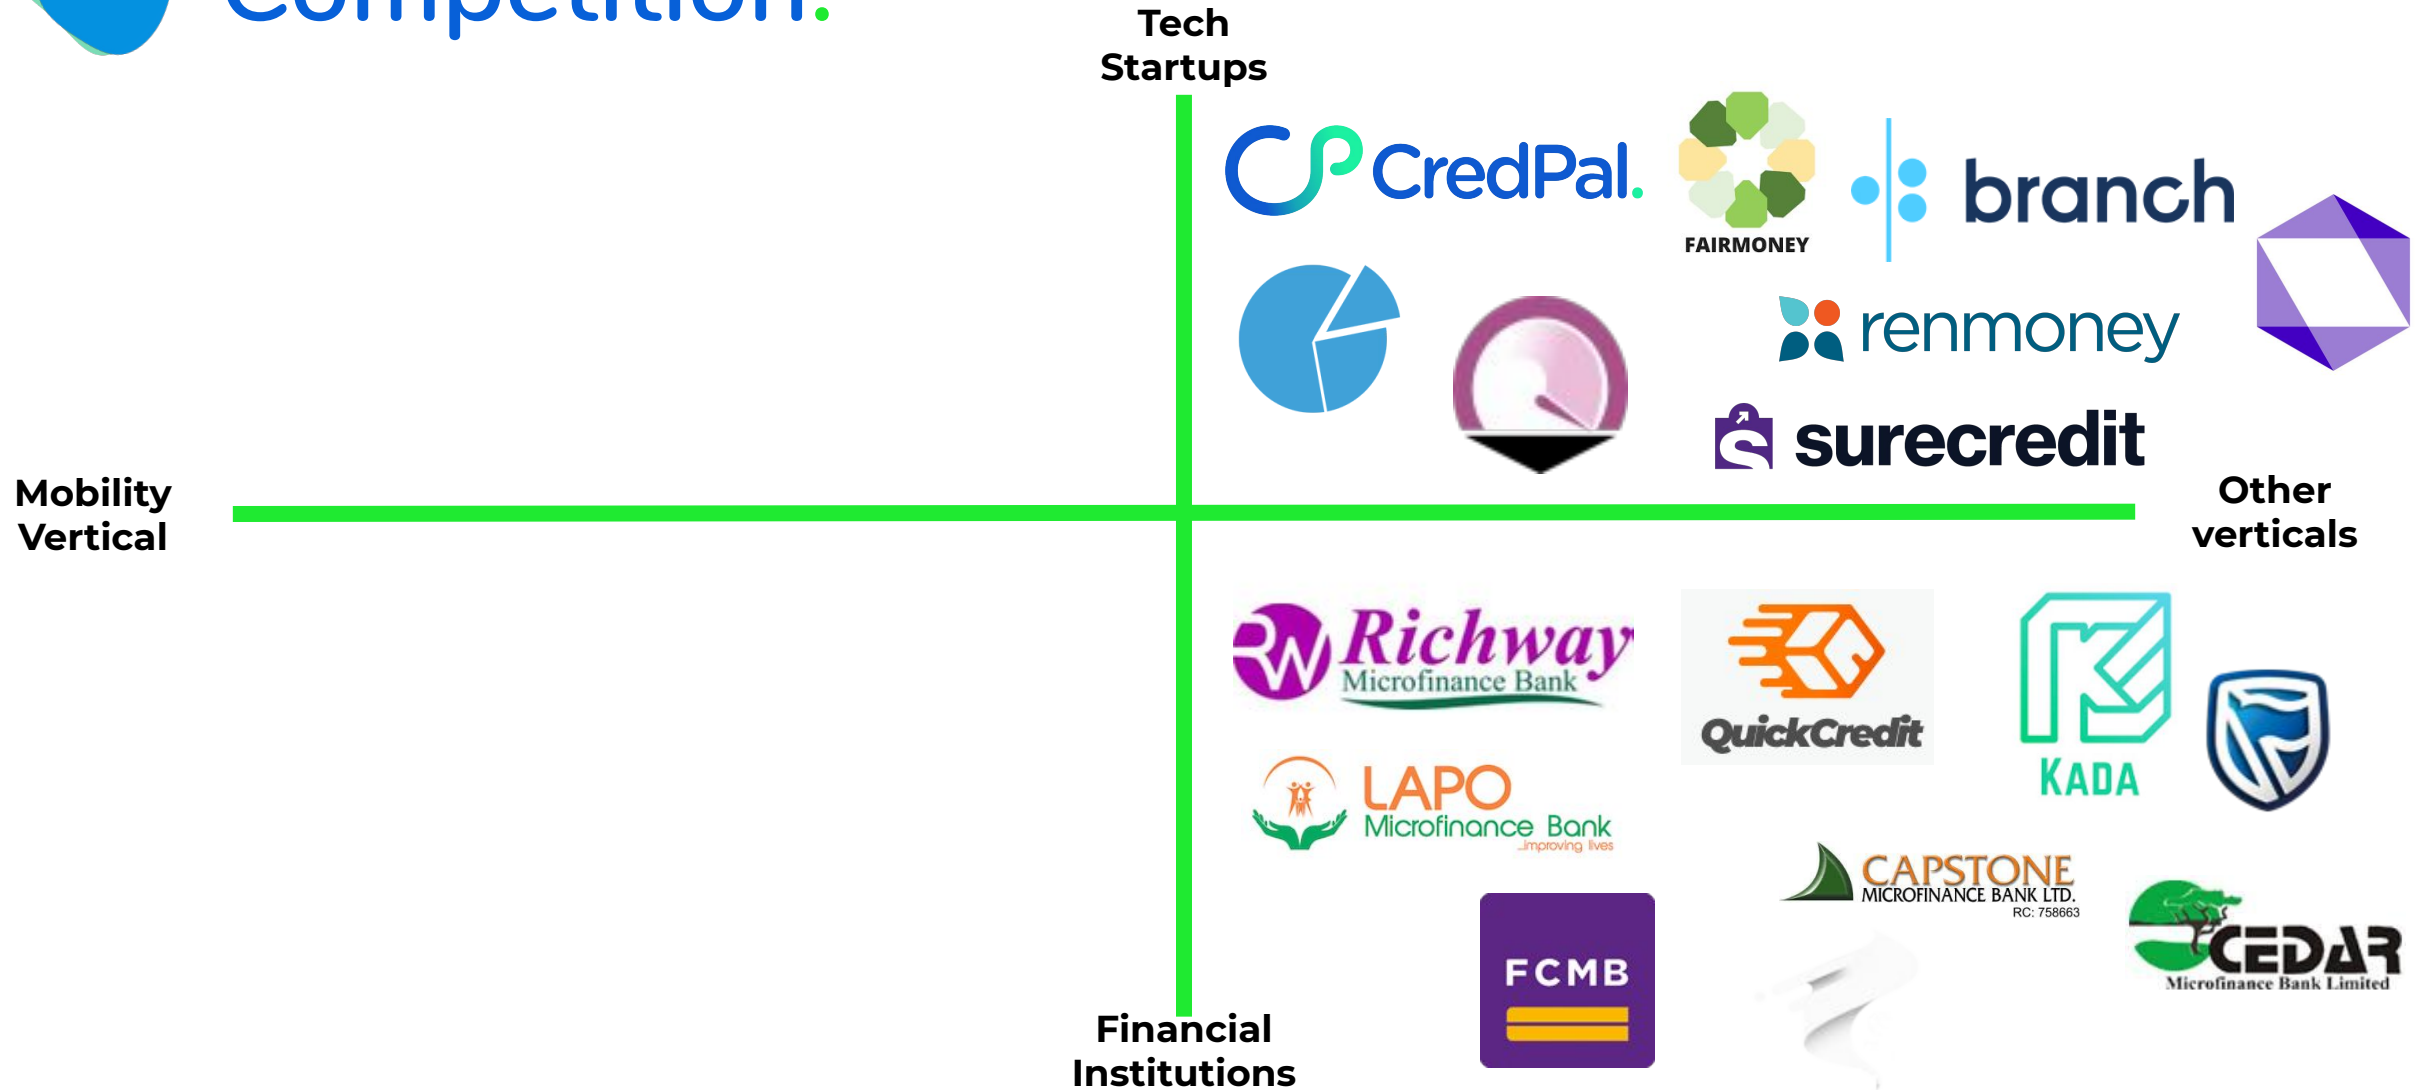 Competition.
Tech
Startups
CredPal.
FAIRMONEY
branch
renmoney
surecredit
Mobility
Vertical
Other
verticals
RW Richway
Microfinance Bank
QuickCredit
KADA
LAPO
Microfinance Bank
...improving lives
CAPSTONE
MICROFINANCE BANK LTD.
RC: 758663
CEDAR
Microfinance Bank Limited
FCMB
Financial
Institutions